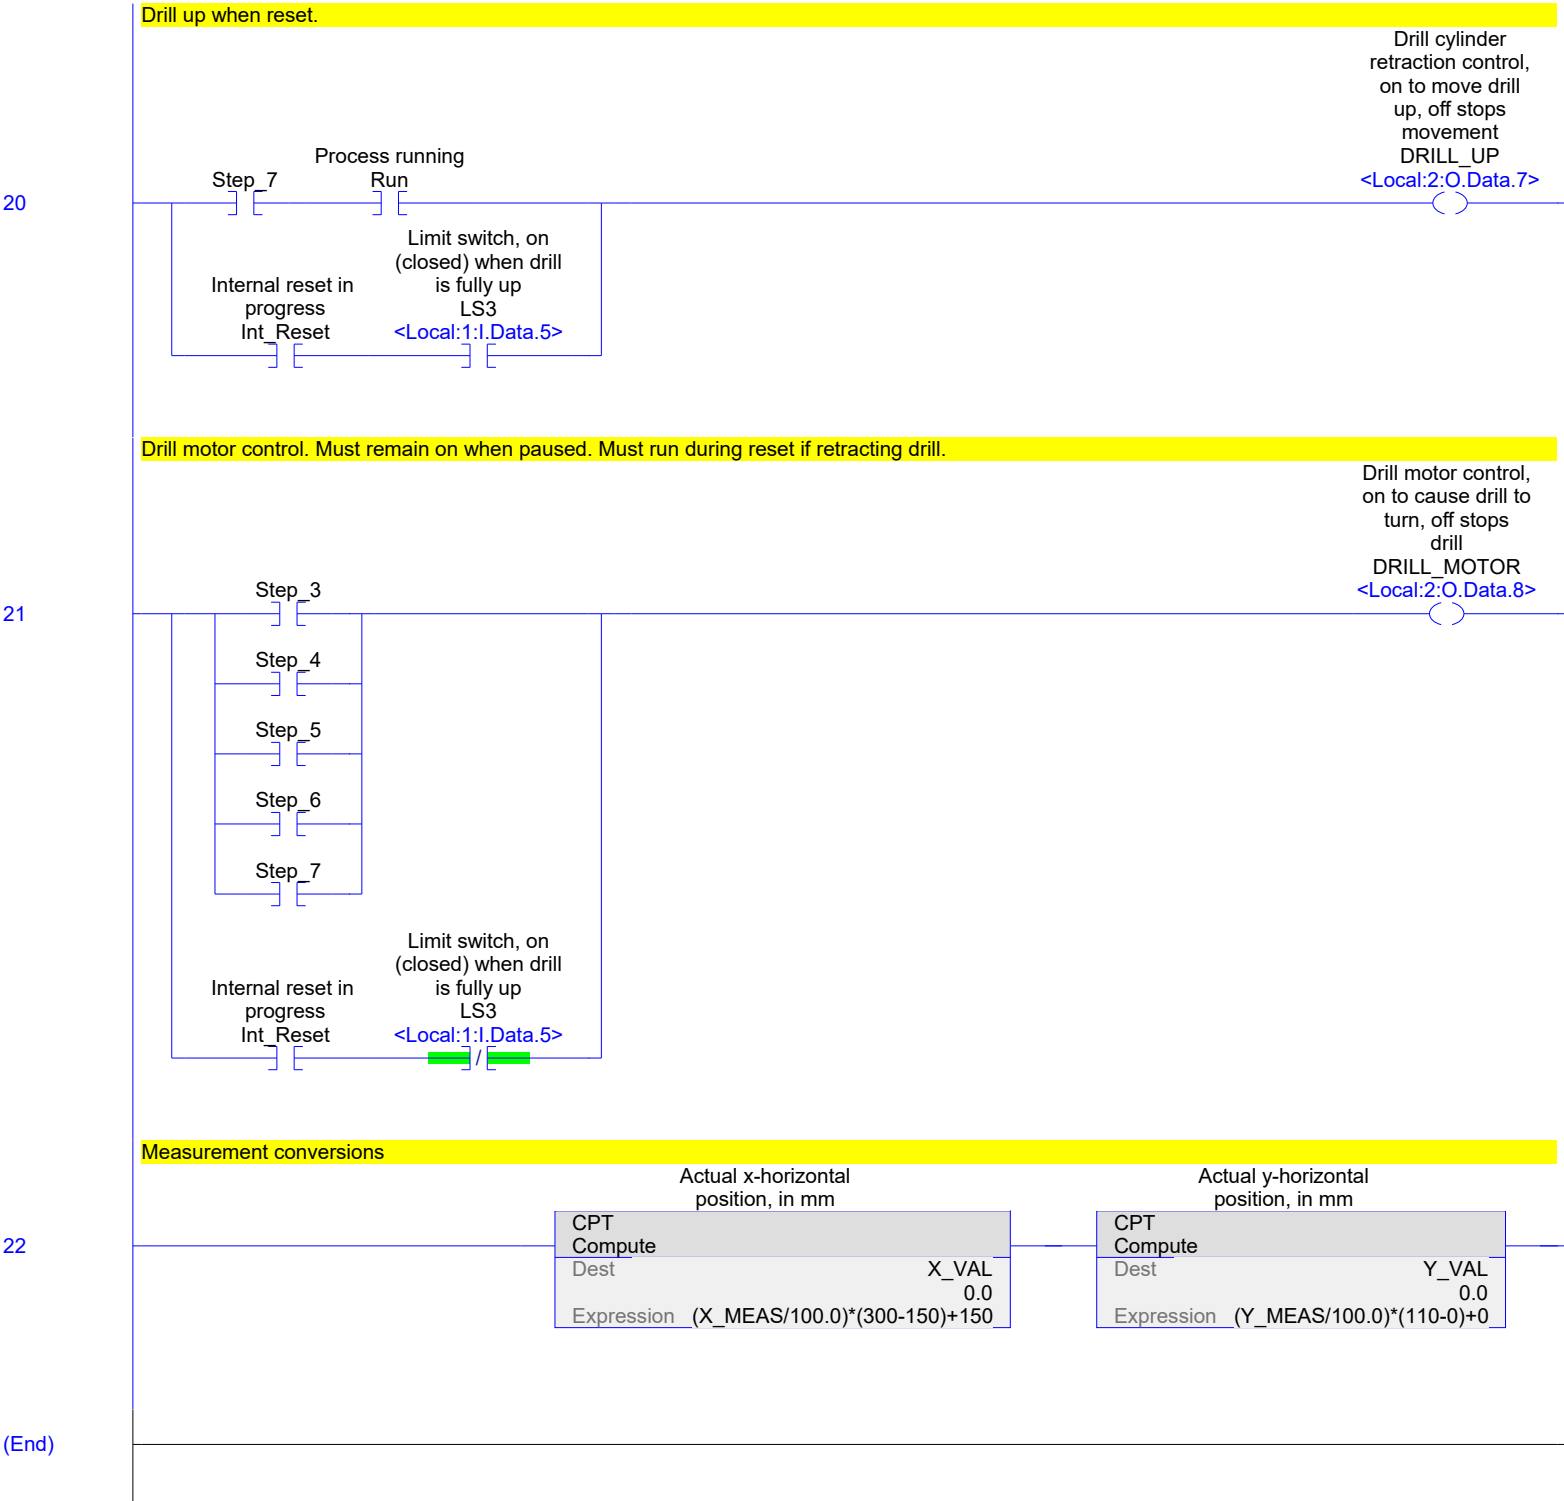 Drill up when reset.
Drill cylinder
retraction control,
on to move drill
up, off stops
movement
DRILL_UP
<Local:2:O.Data.7>
Process running
Step_7
Run
20
Limit switch, on
(closed) when drill
is fully up
LS3
<Local:1:I.Data.5>
Internal reset in
progress
Int_Reset
Drill motor control. Must remain on when paused. Must run during reset if retracting drill.
Drill motor control,
on to cause drill to
turn, off stops
drill
DRILL_MOTOR
<Local:2:O.Data.8>
21
Step_3
Step_4
Step_5
Step_6
Step_7
Limit switch, on
(closed) when drill
is fully up
LS3
<Local:1:I.Data.5>
Internal reset in
progress
Int_Reset
/
Measurement conversions
22
Actual x-horizontal
position, in mm
CPT
Compute
Dest X_VAL
0.0
Expression (X_MEAS/100.0)*(300-150)+150
Actual y-horizontal
position, in mm
CPT
Compute
Dest Y_VAL
0.0
Expression (Y_MEAS/100.0)*(110-0)+0
(End)